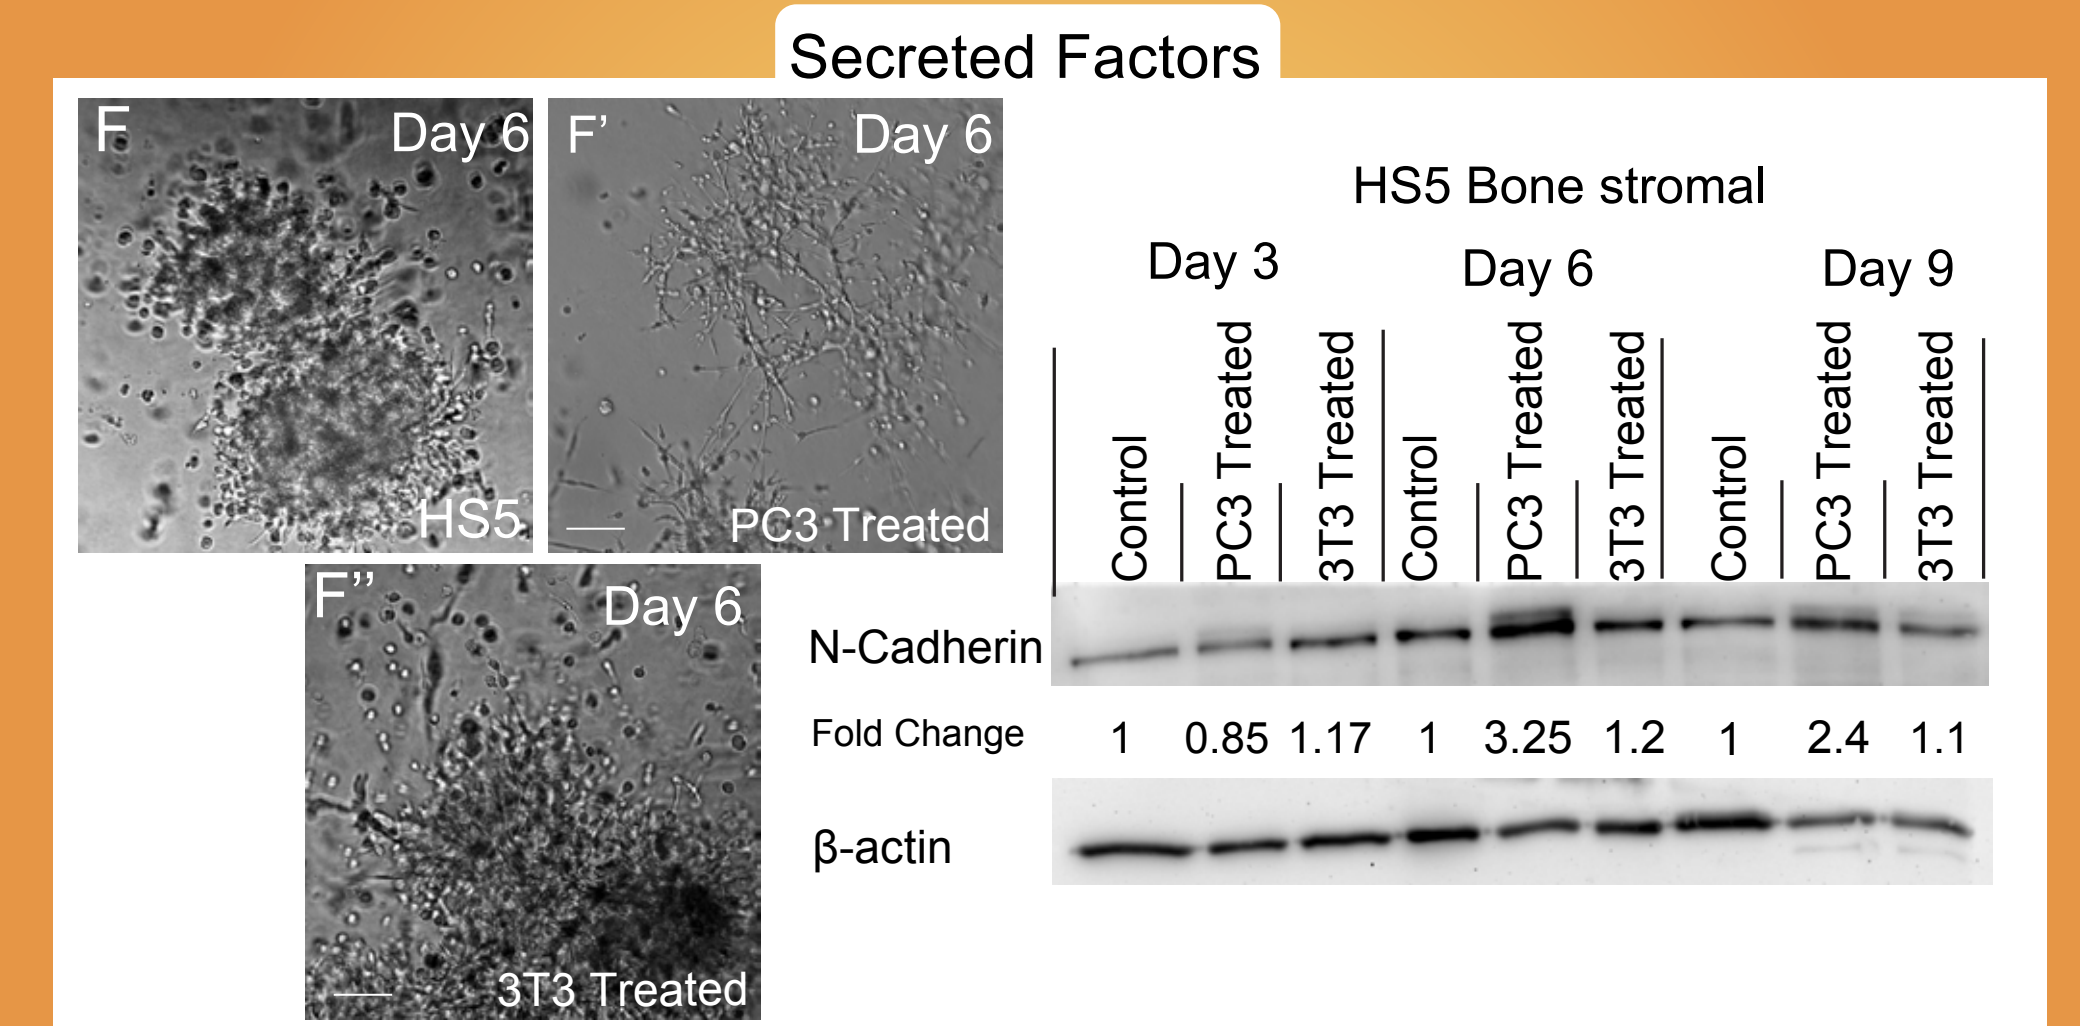 Secreted Factors
F
Day 6
HS5
F’
Day 6
PC3 Treated
F’’
Day 6
3T3 Treated
HS5 Bone stromal
Day 3
Day 6
Day 9
Control
PC3 Treated
3T3 Treated
Control
PC3 Treated
3T3 Treated
Control
PC3 Treated
3T3 Treated
N-Cadherin
Fold Change 1 0.85 1.17 1 3.25 1.2 1 2.4 1.1
β-actin